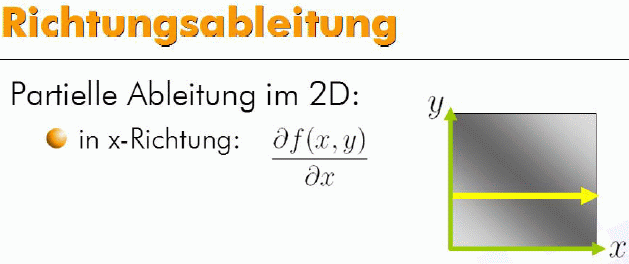 Richtungsableitung
Partielle Ableitung im 2D:
in x-Richtung: ∂f(x, y)
∂x
y
x